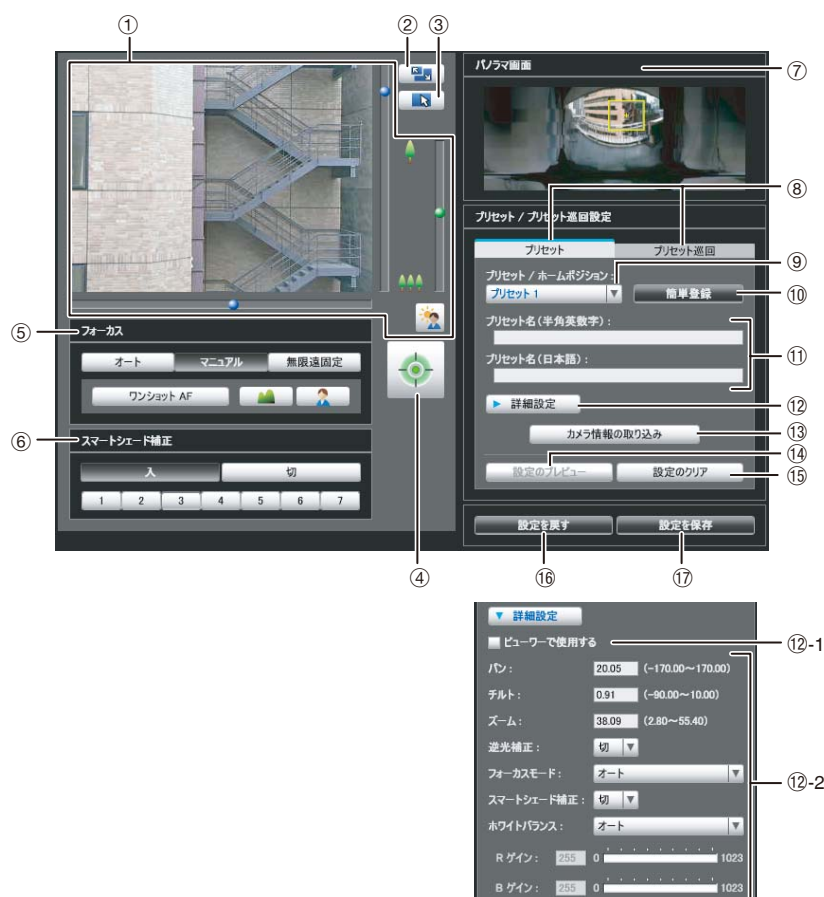 ① ② ③
パノラマ画面 ⑦
プリセット / プリセット巡回設定 ⑧
プリセット プリセット巡回
プリセット / ホームポジション : ⑨
プリセット 1 簡単登録 ⑩
プリセット名(半角英数字) :
⑪
プリセット名(日本語) :
詳細設定 ⑫
カメラ情報の取り込み ⑬
設定のプレビュー ⑭
設定のクリア ⑮
設定を戻す 設定を保存
⑤ フォーカス
オート マニュアル 無限遠固定
ワンショット AF
⑥ スマートシェード補正
入 切
1 2 3 4 5 6 7
④ ⑯ ⑰
詳細設定
ビューワーで使用する ⑫-1
パン : 20.05 (-170.00~170.00)
チルト : 0.91 (-90.00~10.00)
ズーム : 38.09 (2.80~55.40)
逆光補正 : 切
フォーカスモード : オート ⑫-2
スマートシェード補正 : 切
ホワイトバランス : オート
R ゲイン : 255 0 1023
B ゲイン : 255 0 1023